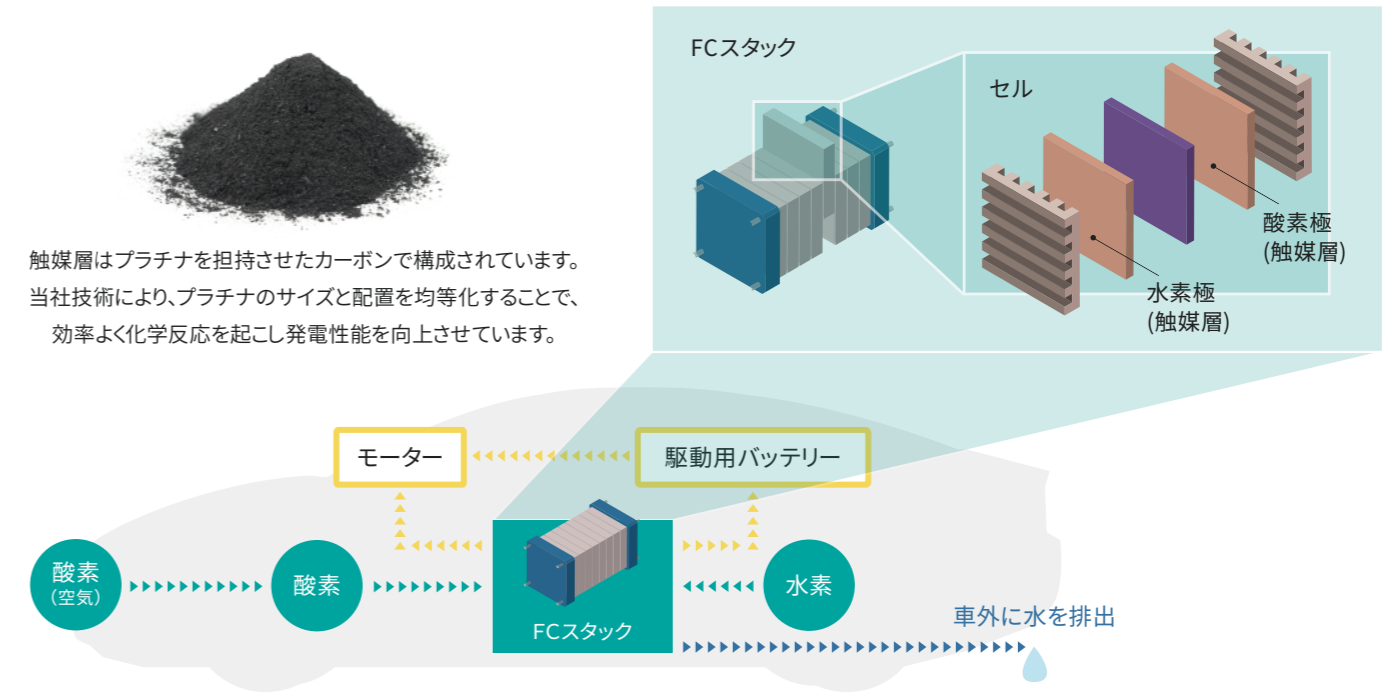 FCスタック
セル
酸素極
(触媒層)
水素極
(触媒層)
触媒層はプラチナを担持させたカーボンで構成されています。
当社技術により、プラチナのサイズと配置を均等化することで、
効率よく化学反応を起こし発電性能を向上させています。
モーター
駆動用バッテリー
酸素
(空気)
酸素
FCスタック
水素
車外に水を排出